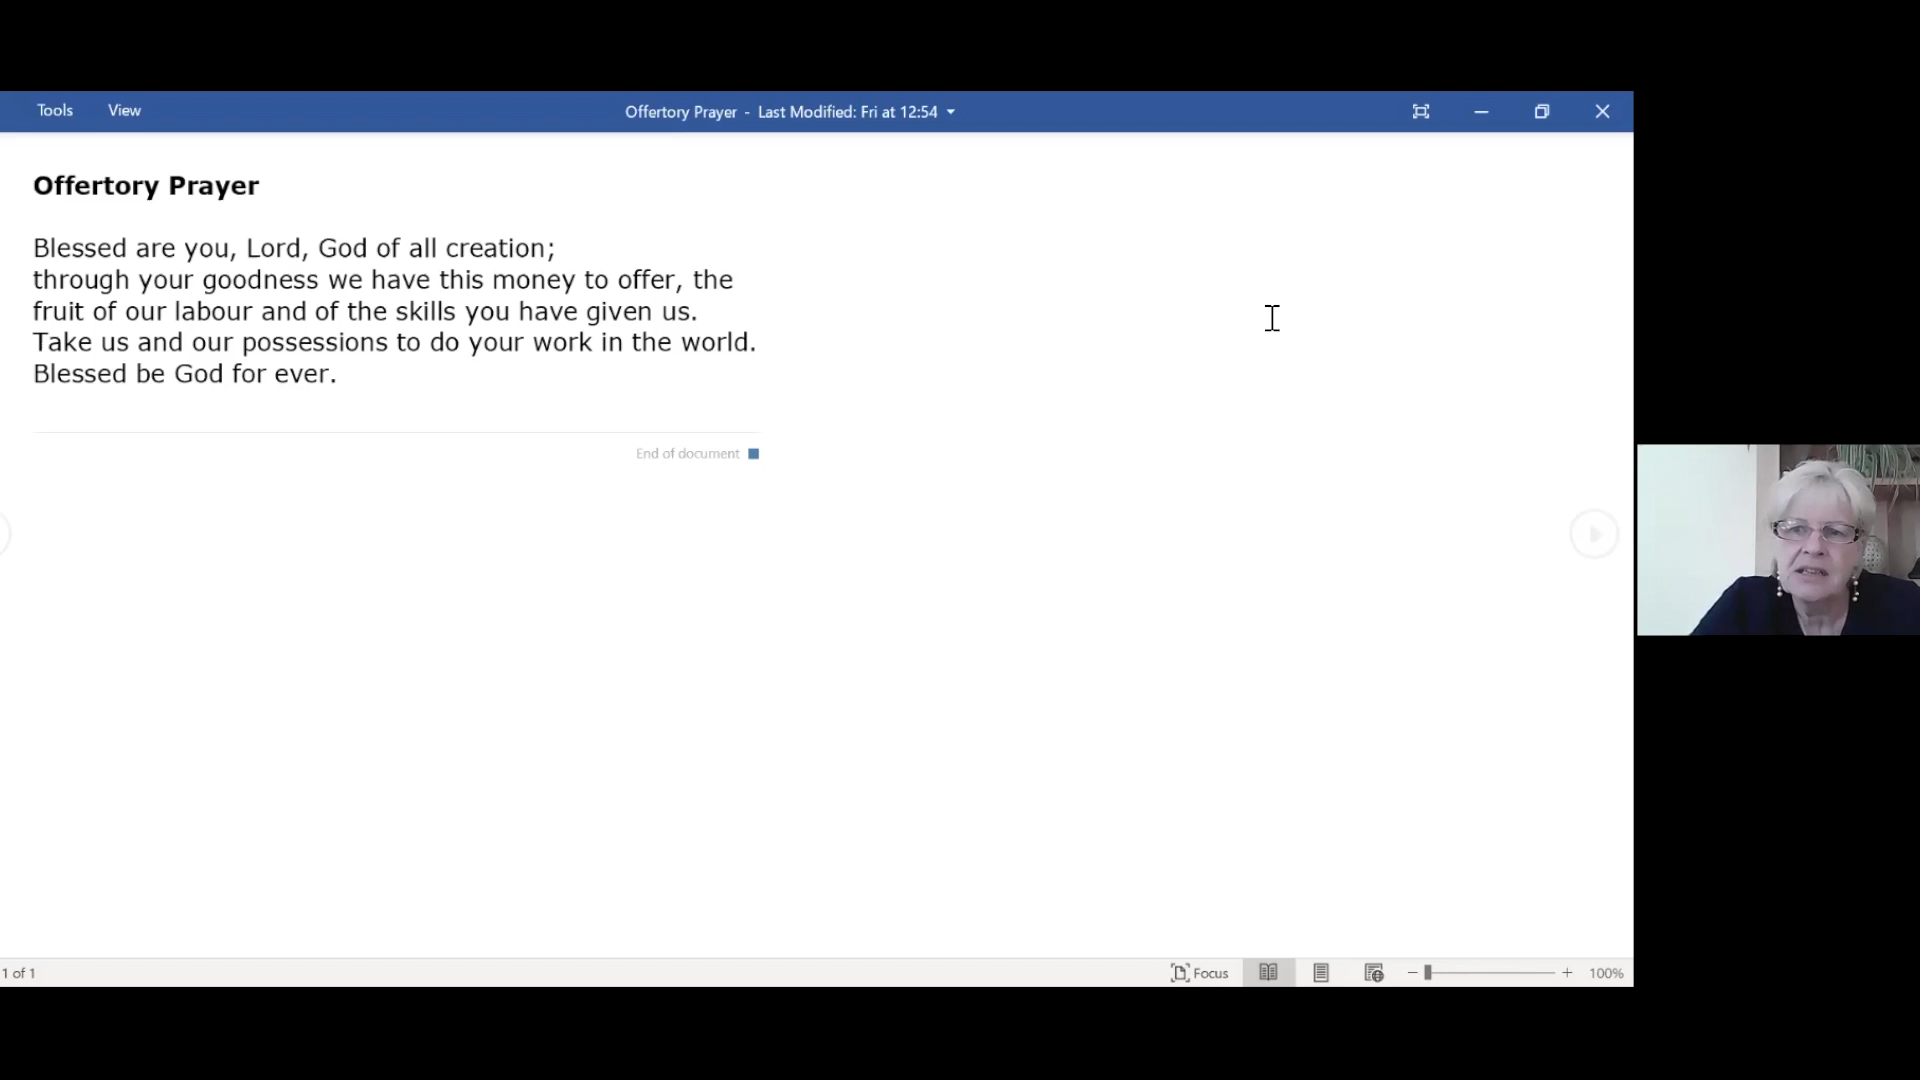 Tools View Offertory Prayer - Last Modified: Fri at 12:54
Offertory Prayer
Blessed are you, Lord, God of all creation;
through your goodness we have this money to offer, the
fruit of our labour and of the skills you have given us.
Take us and our possessions to do your work in the world.
Blessed be God for ever.
End of document
1 of 1 Focus 100%